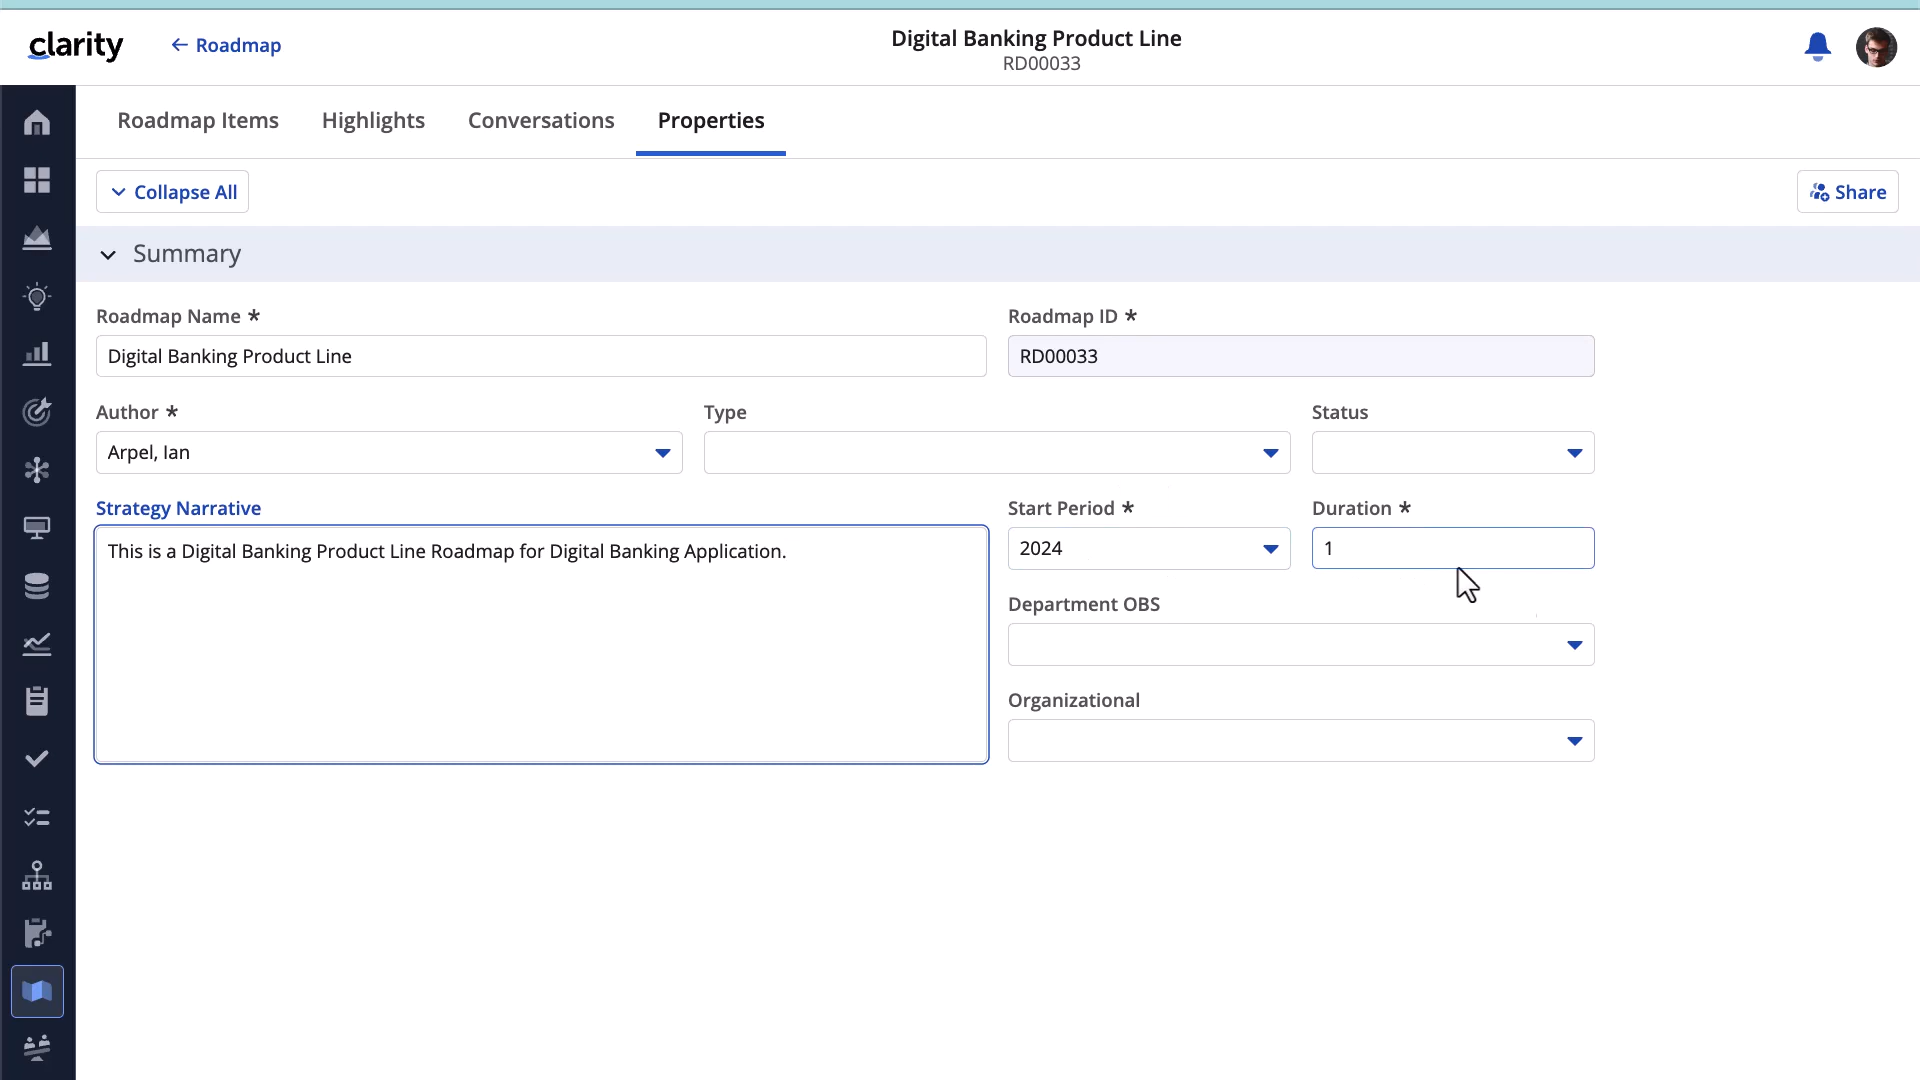 clarity
← Roadmap
Digital Banking Product Line
RD00033
Roadmap Items
Highlights
Conversations
Properties
Collapse All
Share
Summary
Roadmap Name *
Roadmap ID *
Digital Banking Product Line
RD00033
Author *
Type
Status
Arpel, Ian
Strategy Narrative
Start Period *
Duration *
This is a Digital Banking Product Line Roadmap for Digital Banking Application.
2024
1
Department OBS
Organizational